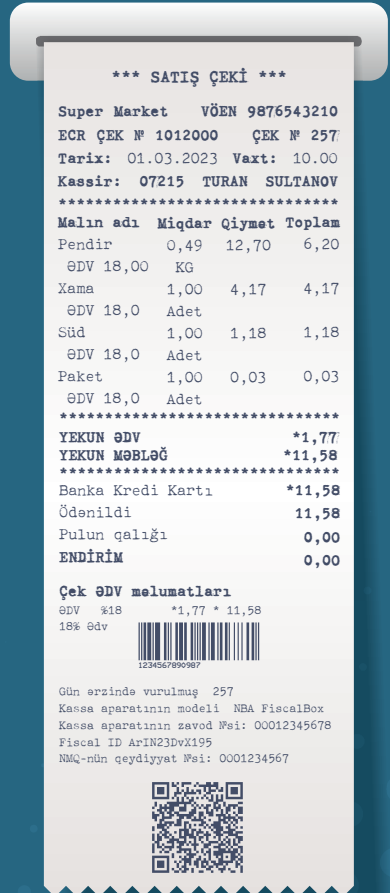 *** SATIŞ ÇEKİ ***
Super Market VÖEN 9876543210
ECR ÇEK № 1012000 ÇEK № 257
Tarix: 01.03.2023 Vaxt: 10.00
Kassir: 07215 TURAN SULTANOV
********************************
Malın adı Miqdar Qiymət Toplam
Pendir 0,49 12,70 6,20
ƏDV 18,00 KG
Xama 1,00 4,17 4,17
ƏDV 18,0 Adet
Süd 1,00 1,18 1,18
ƏDV 18,0 Adet
Paket 1,00 0,03 0,03
ƏDV 18,0 Adet
********************************
YEKUN ƏDV *1,77
YEKUN MƏBLƏĞ *11,58
********************************
Banka Kredi Kartı *11,58
Ödənildi 11,58
Pulun qalığı 0,00
ENDİRİM 0,00
Çek ƏDV məlumatları
ƏDV %18 *1,77 * 11,58
18% Ədv
1234567890987
Gün ərzində vurulmuş 257
Kassa aparatının modeli NBA FiscalBox
Kassa aparatının zavod №si: 00012345678
Fiscal ID ArIN23DvX195
NMQ-nün qeydiyyat №si: 0001234567